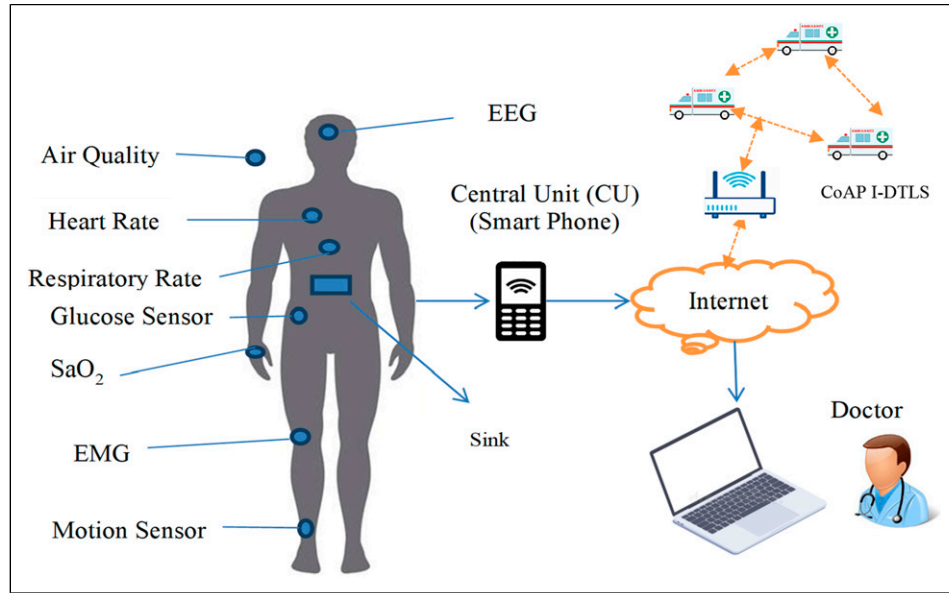 EEG
Air Quality
Heart Rate
Respiratory Rate
Glucose Sensor
SaO₂
EMG
Motion Sensor
Sink
Central Unit (CU)
(Smart Phone)
Internet
CoAP I-DTLS
Doctor